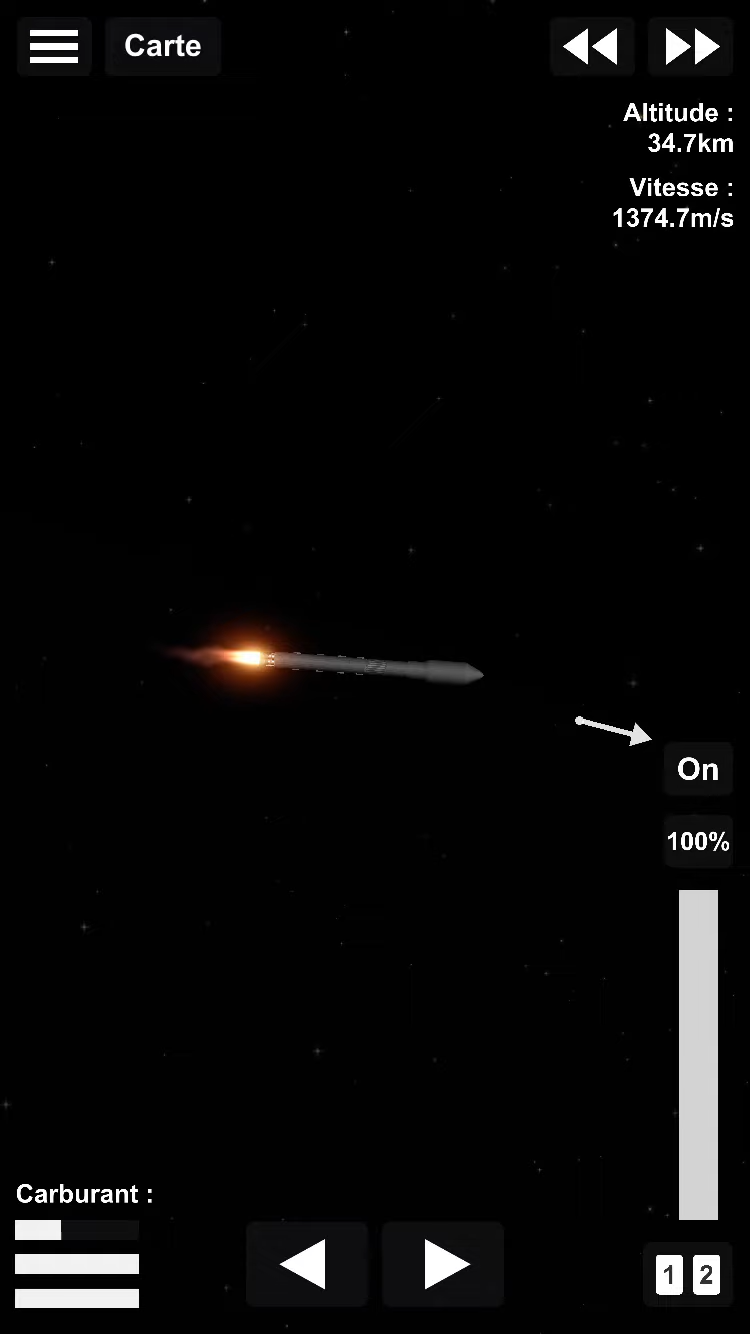 Carte
Altitude :
34.7km
Vitesse :
1374.7m/s
On
100%
Carburant :
1 2